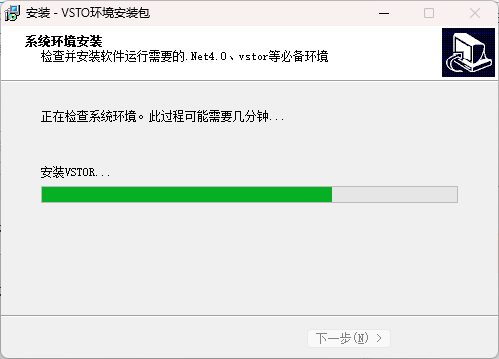 安装 - VSTO环境安装包
系统环境安装
检查并安装软件运行需要的.Net4.0、vstor等必备环境
正在检查系统环境。此过程可能需要几分钟...
安装VSTOR...
下一步(N) >